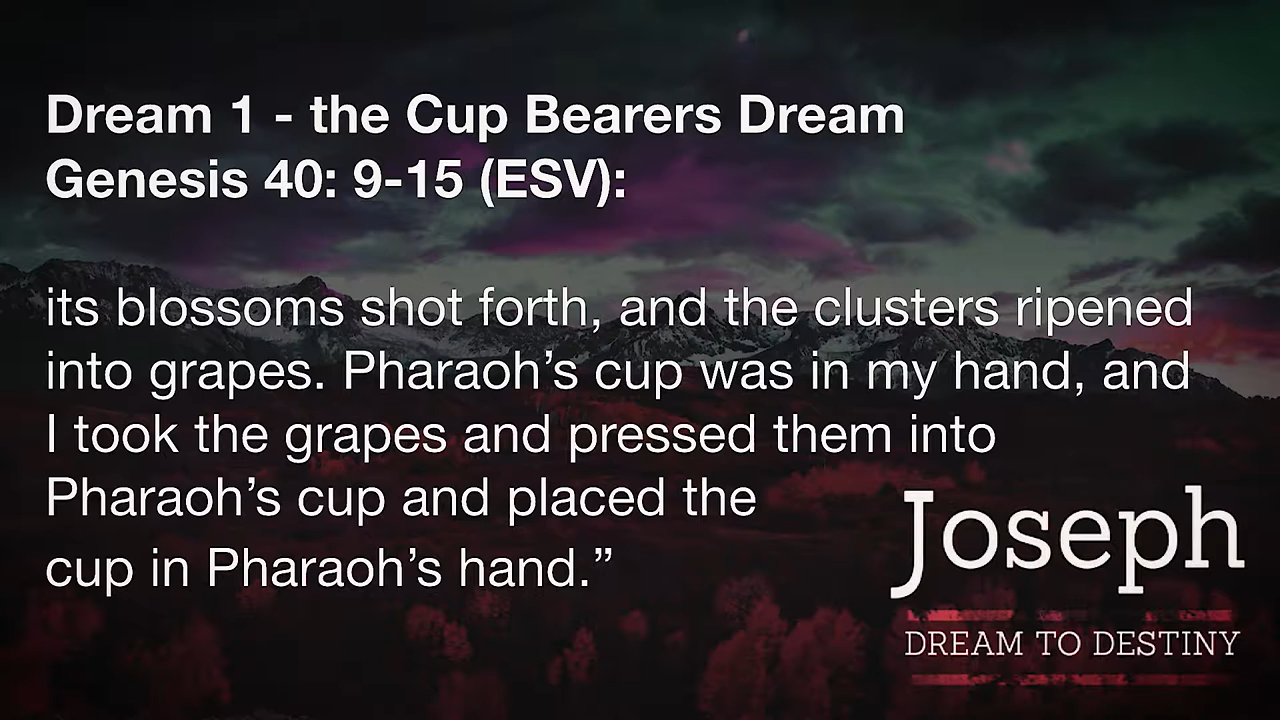 Dream 1 - the Cup Bearers Dream
Genesis 40: 9-15 (ESV):
its blossoms shot forth, and the clusters ripened
into grapes. Pharaoh’s cup was in my hand, and
I took the grapes and pressed them into
Pharaoh’s cup and placed the
cup in Pharaoh’s hand.”
Joseph
DREAM TO DESTINY